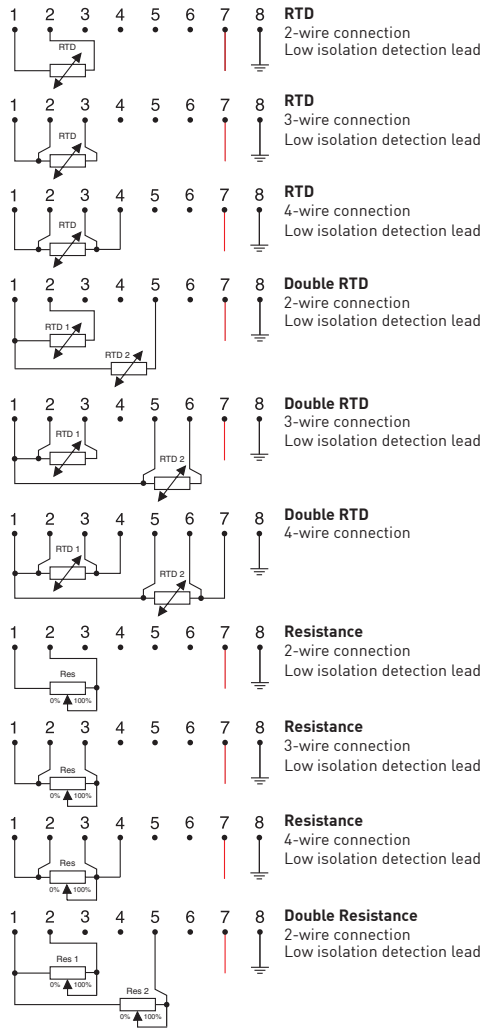 1 2 3 4 5 6 7 8
RTD
2-wire connection
Low isolation detection lead
RTD
1 2 3 4 5 6 7 8
RTD
3-wire connection
Low isolation detection lead
RTD
1 2 3 4 5 6 7 8
RTD
4-wire connection
Low isolation detection lead
RTD
1 2 3 4 5 6 7 8
Double RTD
2-wire connection
Low isolation detection lead
RTD 1
RTD 2
1 2 3 4 5 6 7 8
Double RTD
3-wire connection
Low isolation detection lead
RTD 1
RTD 2
1 2 3 4 5 6 7 8
Double RTD
4-wire connection
RTD 1
RTD 2
1 2 3 4 5 6 7 8
Resistance
2-wire connection
Low isolation detection lead
Res
0% 100%
1 2 3 4 5 6 7 8
Resistance
3-wire connection
Low isolation detection lead
Res
0% 100%
1 2 3 4 5 6 7 8
Resistance
4-wire connection
Low isolation detection lead
Res
0% 100%
1 2 3 4 5 6 7 8
Double Resistance
2-wire connection
Low isolation detection lead
Res 1
0% 100%
Res 2
0% 100%